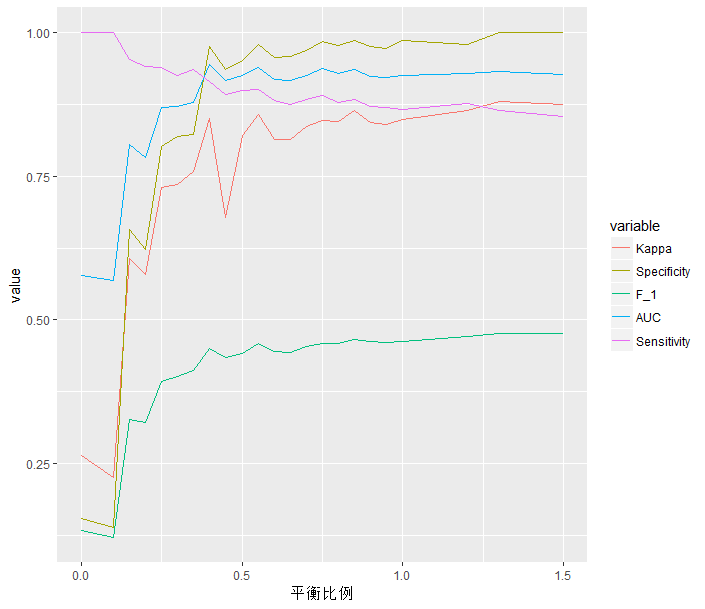 1.00
0.75
0.50
0.25
value
0.0
0.5
1.0
1.5
平衡比例
variable
Kappa
Specificity
F_1
AUC
Sensitivity